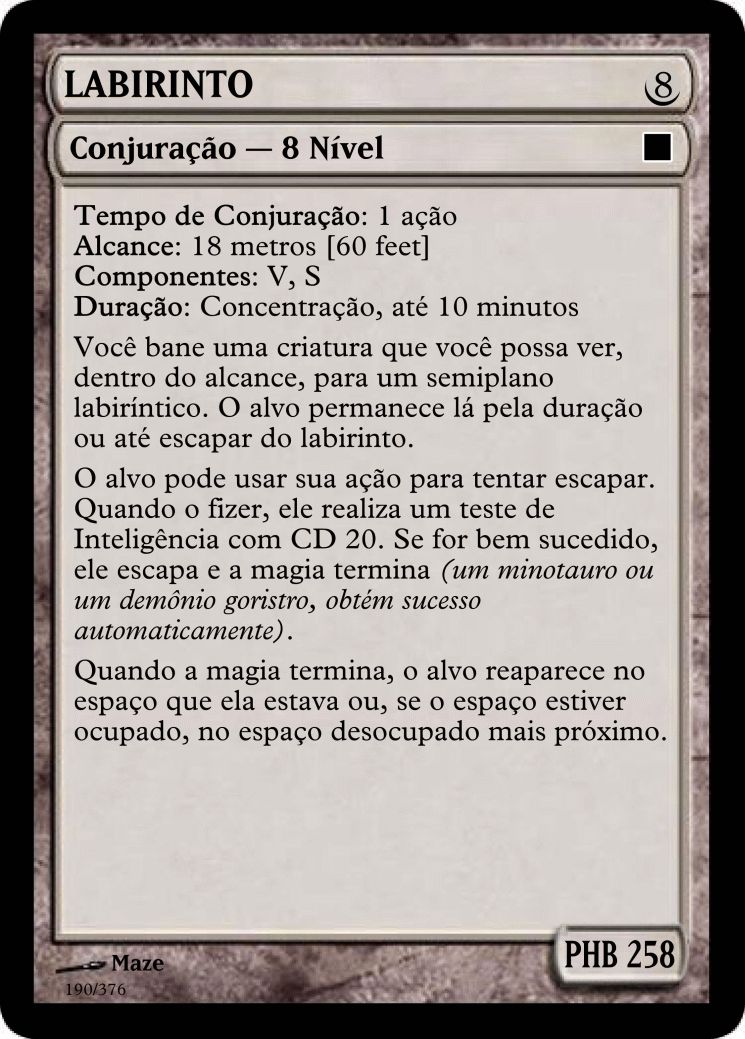 LABIRINTO
8
Conjuração — 8 Nível
Tempo de Conjuração: 1 ação
Alcance: 18 metros [60 feet]
Componentes: V, S
Duração: Concentração, até 10 minutos
Você bane uma criatura que você possa ver,
dentro do alcance, para um semiplano
labiríntico. O alvo permanece lá pela duração
ou até escapar do labirinto.
O alvo pode usar sua ação para tentar escapar.
Quando o fizer, ele realiza um teste de
Inteligência com CD 20. Se for bem sucedido,
ele escapa e a magia termina (um minotauro ou
um demônio goristro, obtém sucesso
automaticamente).
Quando a magia termina, o alvo reaparece no
espaço que ela estava ou, se o espaço estiver
ocupado, no espaço desocupado mais próximo.
PHB 258
Maze
190/376